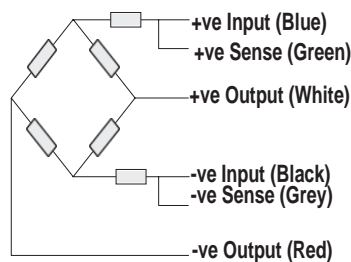 +ve Input (Blue)
+ve Sense (Green)
+ve Output (White)
-ve Input (Black)
-ve Sense (Grey)
-ve Output (Red)